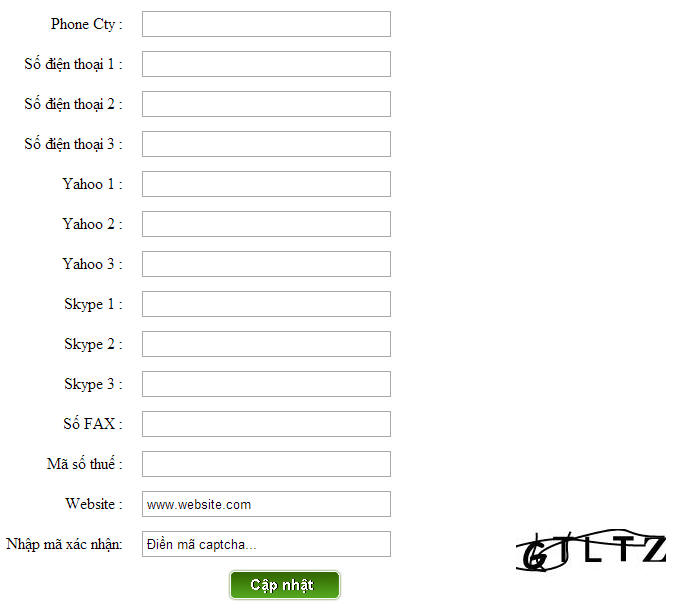 Phone Cty :
Số điện thoại 1 :
Số điện thoại 2 :
Số điện thoại 3 :
Yahoo 1 :
Yahoo 2 :
Yahoo 3 :
Skype 1 :
Skype 2 :
Skype 3 :
Số FAX :
Mã số thuế :
Website : www.website.com
Nhập mã xác nhận: Điền mã captcha...
Cập nhật